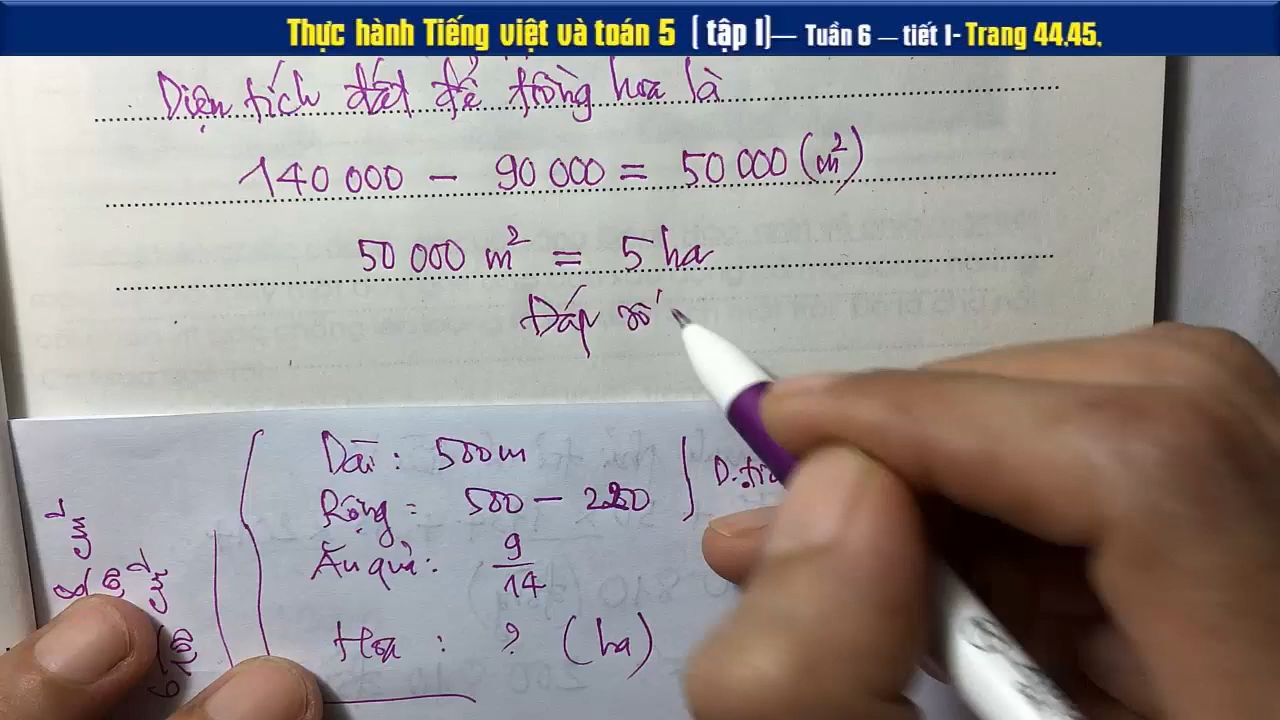 Thực hành Tiếng việt và toán 5 ( tập 1)— Tuần 6 – tiết 1- Trang 44,45.
Diện tích đất để trồng hoa là
140 000 - 90 000 = 50 000 (m²)
50 000 m² = 5 ha
Đáp số
Dài : 500m
Rộng : 500 - 220
Ăn quả : 9/14
Hoa : ? (ha)